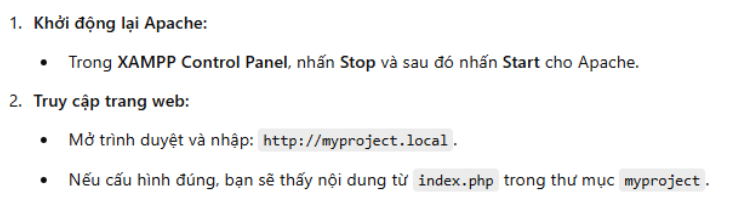 1. Khởi động lại Apache:
• Trong XAMPP Control Panel, nhấn Stop và sau đó nhấn Start cho Apache.
2. Truy cập trang web:
• Mở trình duyệt và nhập: http://myproject.local.
• Nếu cấu hình đúng, bạn sẽ thấy nội dung từ index.php trong thư mục myproject.